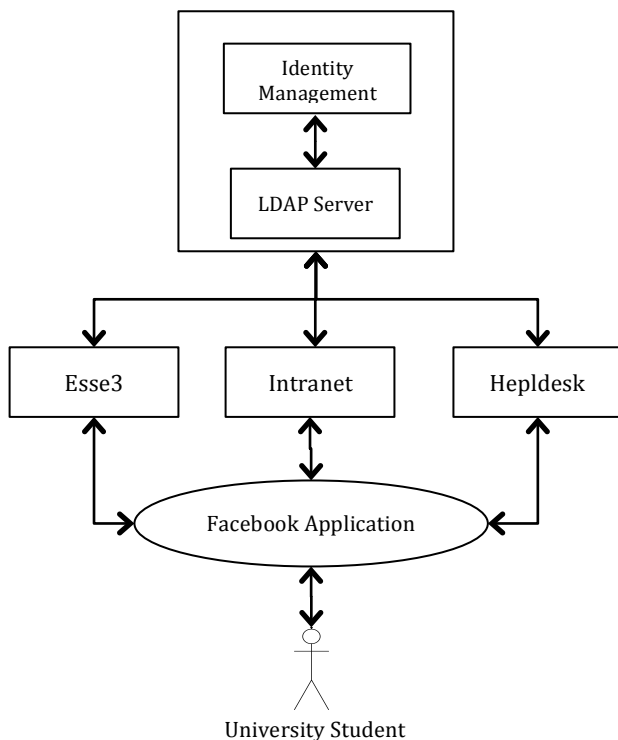 Identity
Management
LDAP Server
Esse3
Intranet
Hepldesk
Facebook Application
University Student